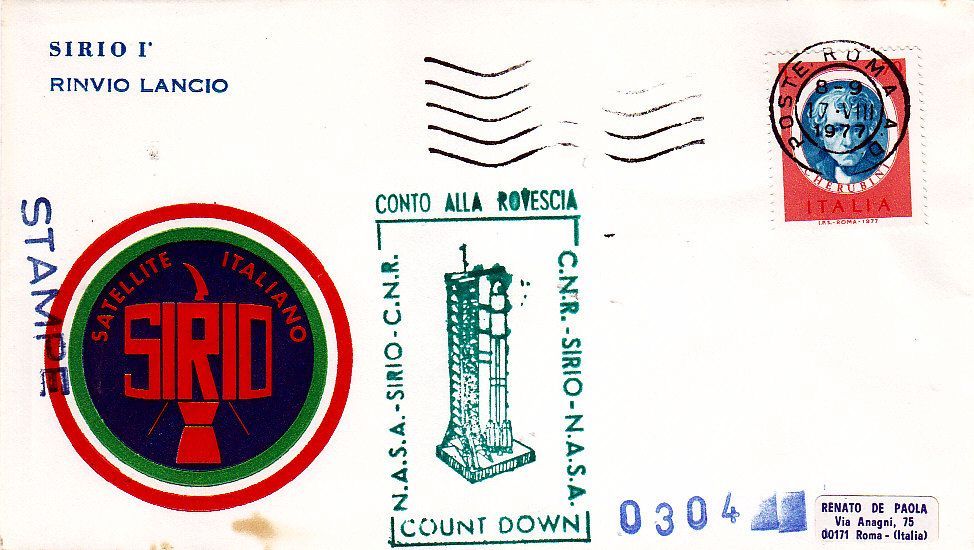 SIRIO I'
RINVIO LANCIO
POSTE ROMA A.D
8-9
17·VIII
1977
CHERUBINI
ITALIA
I.P.S.-ROMA-1977
STAMPE
SATELLITE ITALIANO
SIRIO
CONTO ALLA ROVESCIA
N.A.S.A.-SIRIO-C.N.R.
C.N.R.-SIRIO-N.A.S.A.
COUNT DOWN
0304
RENATO DE PAOLA
Via Anagni, 75
00171 Roma - (Italia)